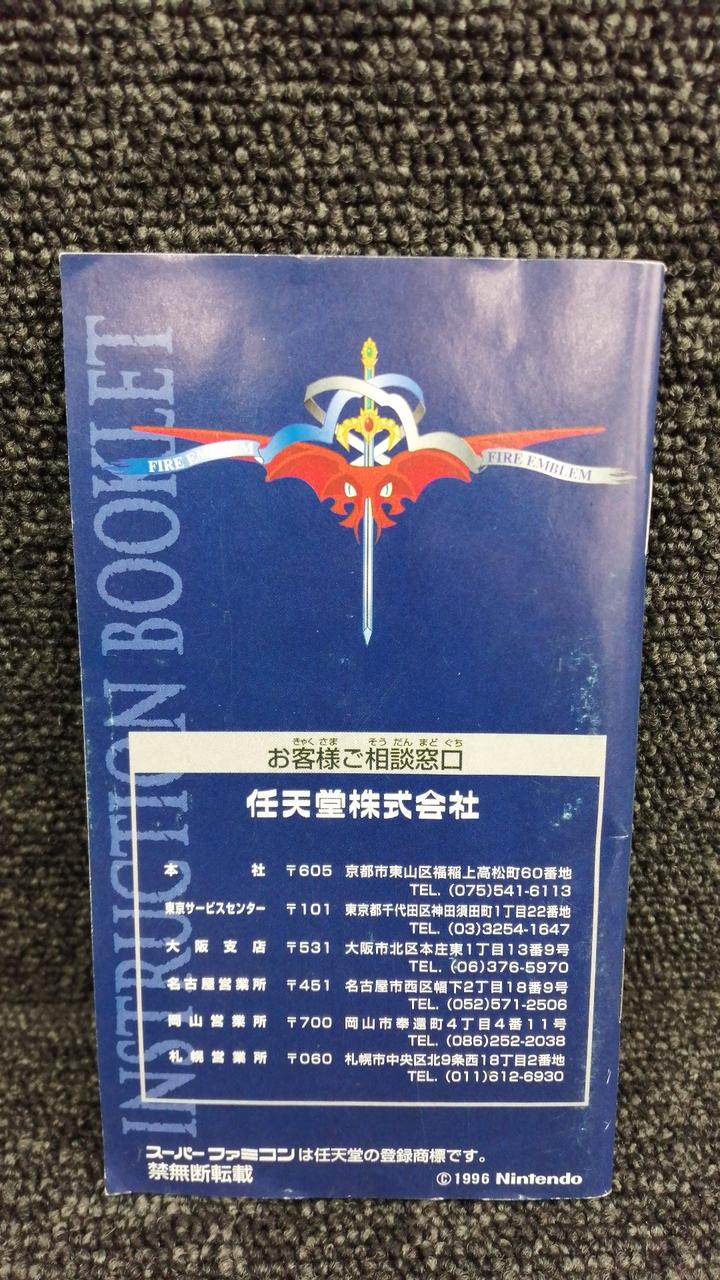 INSTRUCTION BOOKLET
FIRE EMBLEM
FIRE EMBLEM
きゃく さま そう だん まど ぐち
お客様ご相談窓口
任天堂株式会社
本社 〒605 京都市東山区福稲上高松町60番地
TEL. (075)541-6113
東京サービスセンター 〒101 東京都千代田区神田須田町1丁目22番地
TEL. (03)3254-1647
大阪支店 〒531 大阪市北区本庄東1丁目13番9号
TEL. (06)376-5970
名古屋営業所 〒451 名古屋市西区幅下2丁目18番9号
TEL. (052)571-2506
岡山営業所 〒700 岡山市奉還町4丁目4番11号
TEL. (086)252-2038
札幌営業所 〒060 札幌市中央区北9条西18丁目2番地
TEL. (011)612-6930
スーパーファミコンは任天堂の登録商標です。
禁無断転載
©1996 Nintendo